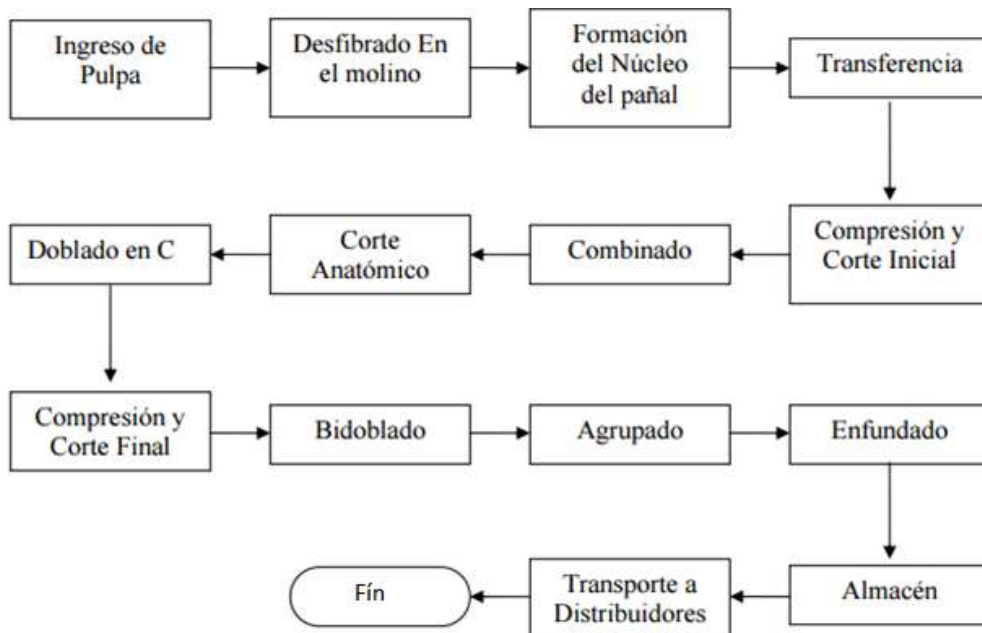 Ingreso de
Pulpa
Desfibrado En
el molino
Formación
del Núcleo
del pañal
Transferencia
Compresión y
Corte Inicial
Combinado
Corte
Anatómico
Doblado en C
Compresión y
Corte Final
Bidoblado
Agrupado
Enfundado
Almacén
Transporte a
Distribuidores
Fín